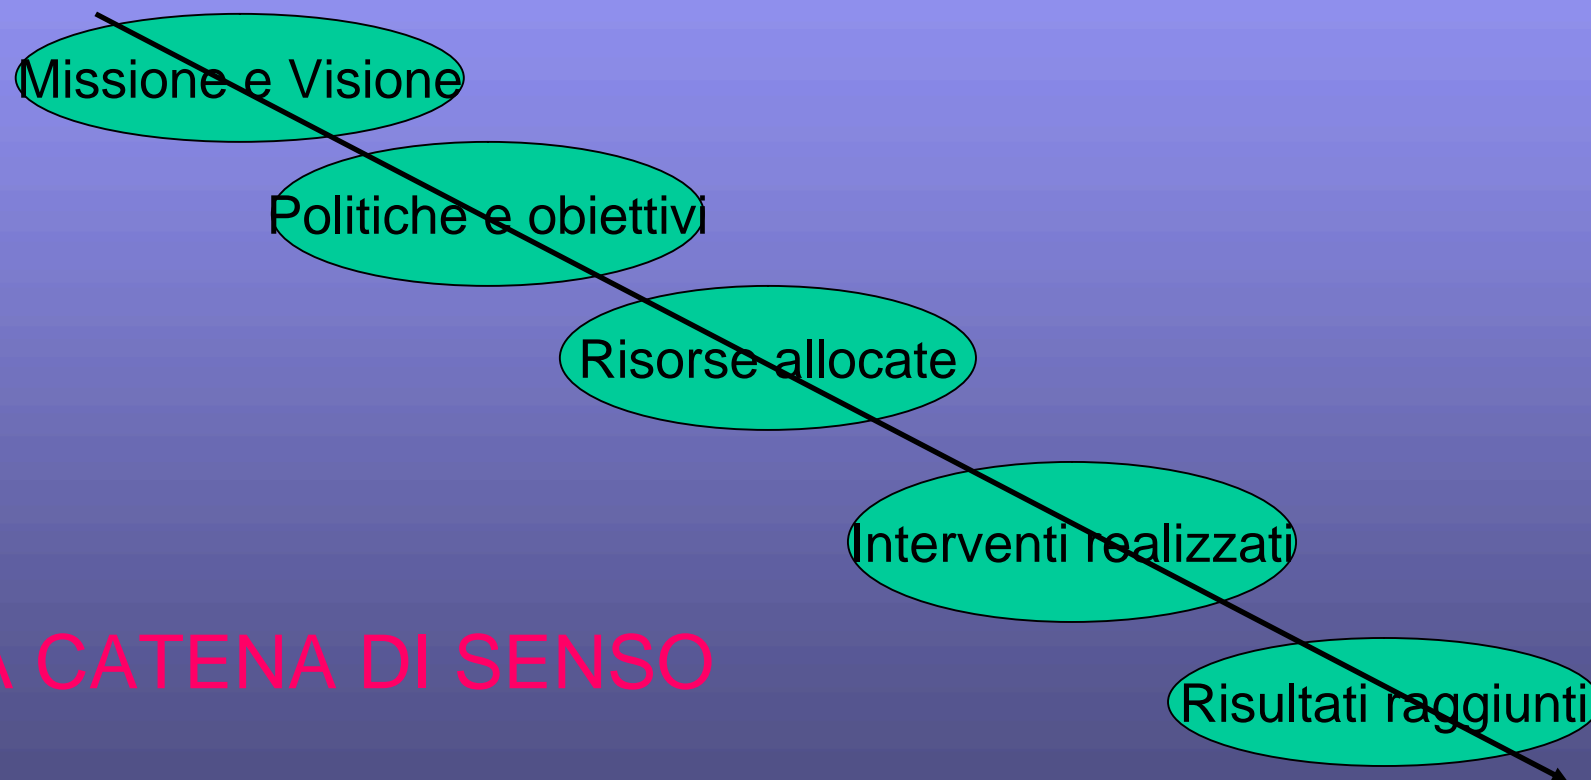 Missione e Visione
Politiche e obiettivi
Risorse allocate
Interventi realizzati
A CATENA DI SENSO
Risultati raggiunti